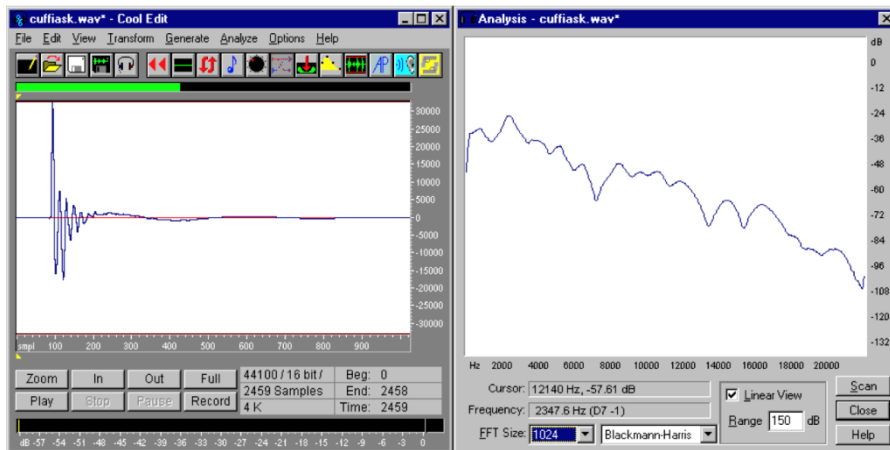 cuffiask.wav* - Cool Edit
File Edit View Transform Generate Analyze Options Help
30000
25000
20000
15000
10000
5000
0
-5000
-10000
-15000
-20000
-25000
-30000
smpl 100 200 300 400 500 600 700 800 900
Zoom In Out Full
Play Stop Pause Record
44100 / 16 bit /
2459 Samples
4 K
Beg: 0
End: 2458
Time: 2459
dB -57 -54 -51 -48 -45 -42 -39 -36 -33 -30 -27 -24 -21 -18 -15 -12 -9 -6 -3 0
Analysis - cuffiask.wav*
dB
0
-12
-24
-36
-48
-60
-72
-84
-96
-108
-120
-132
Hz 2000 4000 6000 8000 10000 12000 14000 16000 18000 20000
Cursor: 12140 Hz, -57.61 dB
Frequency: 2347.6 Hz (D7 -1)
FFT Size: 1024 Blackmann-Harris
Linear View
Range 150 dB
Scan
Close
Help